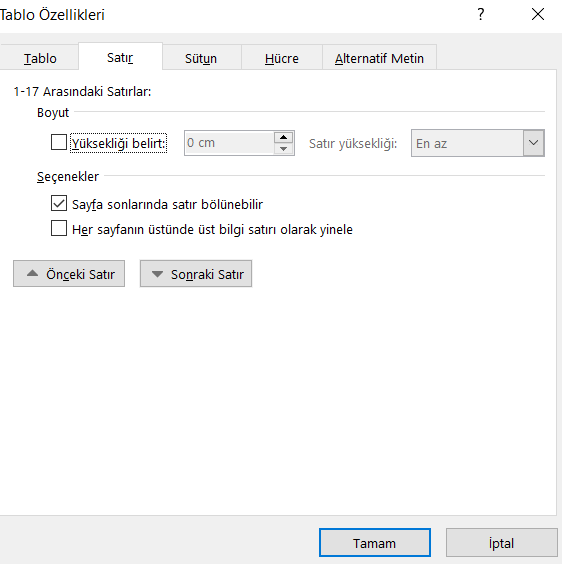 Tablo Özellikleri ?
Tablo Satır Sütun Hücre Alternatif Metin
1-17 Arasındaki Satırlar:
Boyut
Yüksekliği belirt: 0 cm Satır yüksekliği: En az
Seçenekler
Sayfa sonlarında satır bölünebilir
Her sayfanın üstünde üst bilgi satırı olarak yinele
Önceki Satır Sonraki Satır
Tamam İptal